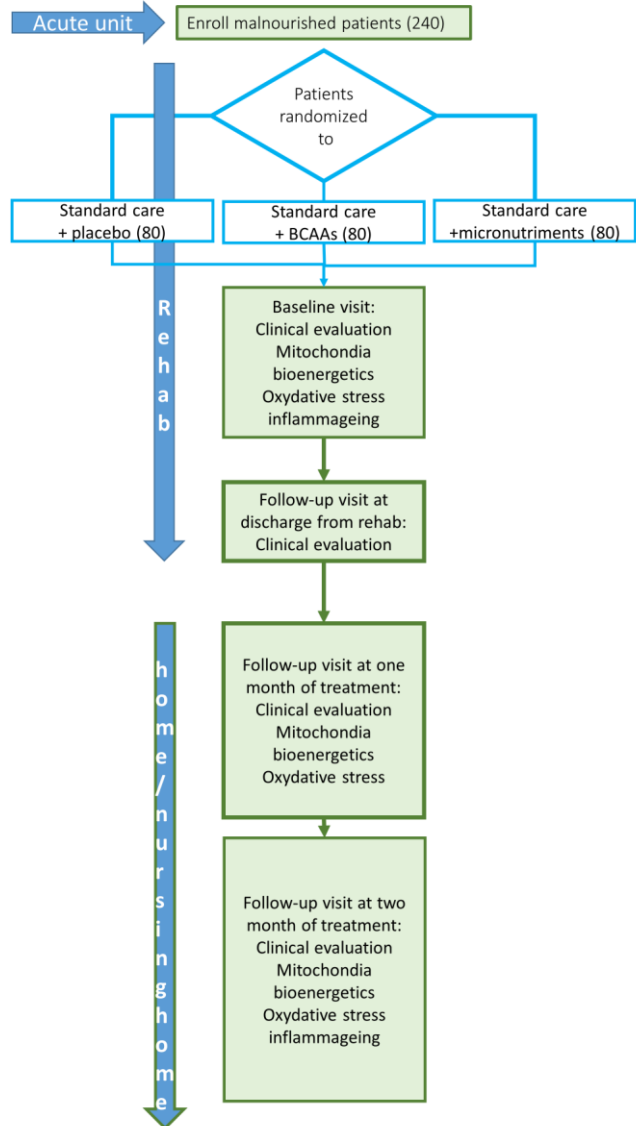 Acute unit
Enroll malnourished patients (240)
Patients
randomized
to
Standard care
+ placebo (80)
Standard care
+ BCAAs (80)
Standard care
+micronutriments (80)
Rehab
Baseline visit:
Clinical evaluation
Mitochondia
bioenergetics
Oxydative stress
inflammageing
Follow-up visit at
discharge from rehab:
Clinical evaluation
home/nursinghome
Follow-up visit at one
month of treatment:
Clinical evaluation
Mitochondia
bioenergetics
Oxydative stress
Follow-up visit at two
month of treatment:
Clinical evaluation
Mitochondia
bioenergetics
Oxydative stress
inflammageing